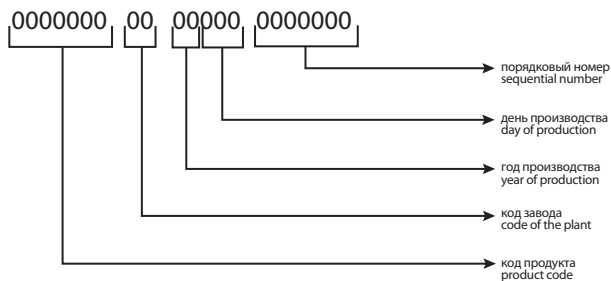 0000000 00 00000 0000000
порядковый номер
sequential number
день производства
day of production
год производства
year of production
код завода
code of the plant
код продукта
product code